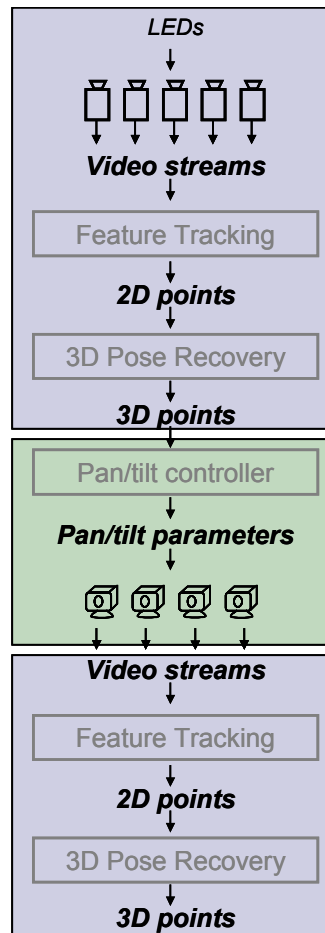 LEDs
Video streams
Feature Tracking
2D points
3D Pose Recovery
3D points
Pan/tilt controller
Pan/tilt parameters
Video streams
Feature Tracking
2D points
3D Pose Recovery
3D points